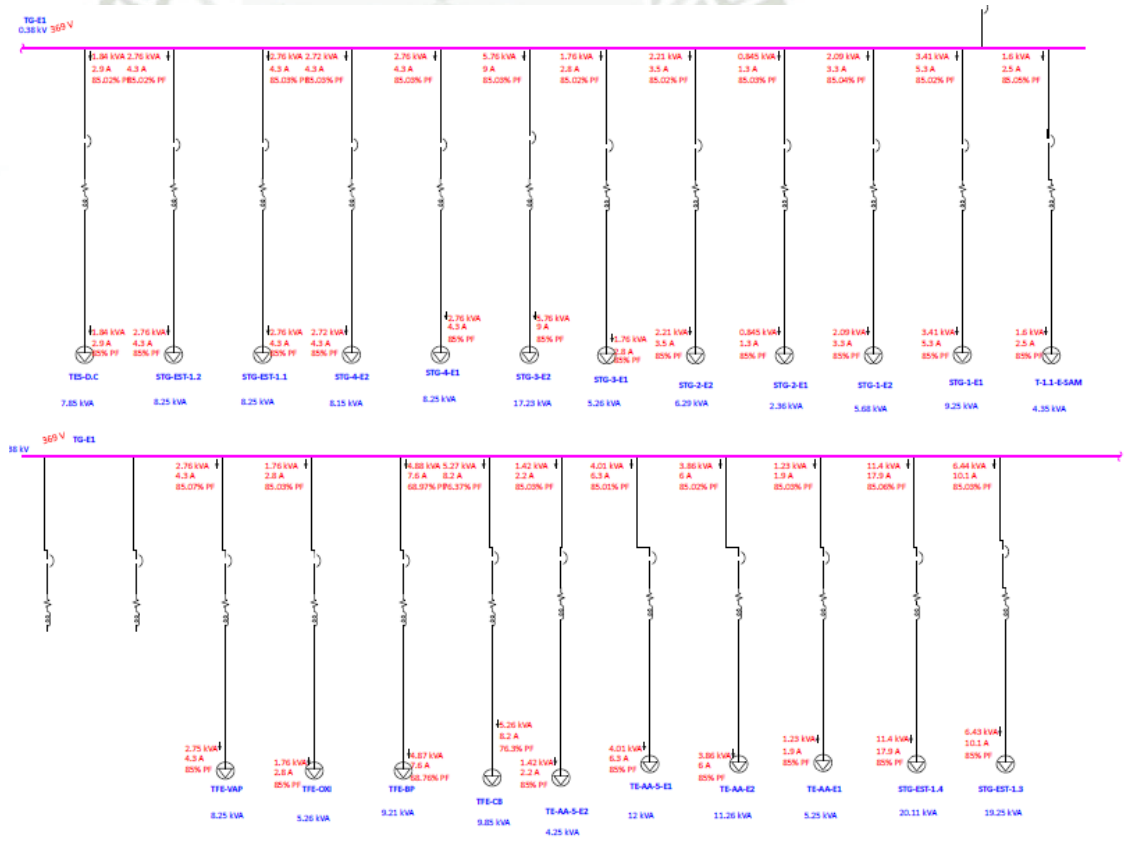 TG-E1
0.38 kV 369 V
1.84 kVA 2.76 kVA 2.76 kVA 2.72 kVA 2.76 kVA 5.76 kVA 1.76 kVA 2.21 kVA 0.845 kVA 2.09 kVA 3.41 kVA 1.6 kVA
2.9 A 4.3 A 4.3 A 4.3 A 4.3 A 9 A 2.8 A 3.5 A 1.3 A 3.3 A 5.3 A 2.5 A
85.02% PF 85.02% PF 85.03% PF 85.03% PF 85.03% PF 85.03% PF 85.02% PF 85.02% PF 85.03% PF 85.04% PF 85.02% PF 85.05% PF
1.84 kVA 2.76 kVA 2.76 kVA 2.72 kVA 2.76 kVA 5.76 kVA 1.76 kVA 2.21 kVA 0.845 kVA 2.09 kVA 3.41 kVA 1.6 kVA
2.9 A 4.3 A 4.3 A 4.3 A 4.3 A 9 A 2.8 A 3.5 A 1.3 A 3.3 A 5.3 A 2.5 A
85% PF 85% PF 85% PF 85% PF 85% PF 85% PF 85% PF 85% PF 85% PF 85% PF 85% PF 85% PF
TES-D.C STG-EST-1.2 STG-EST-1.1 STG-4-E2 STG-4-E1 STG-3-E2 STG-3-E1 STG-2-E2 STG-2-E1 STG-1-E2 STG-1-E1 T-1.1-E-SAM
7.85 kVA 8.25 kVA 8.25 kVA 8.15 kVA 8.25 kVA 17.23 kVA 5.26 kVA 6.29 kVA 2.36 kVA 5.68 kVA 9.25 kVA 4.35 kVA
38 kV 369 V TG-E1
2.76 kVA 1.76 kVA 4.88 kVA 5.27 kVA 1.42 kVA 4.01 kVA 3.86 kVA 1.23 kVA 11.4 kVA 6.44 kVA
4.3 A 2.8 A 7.6 A 8.2 A 2.2 A 6.3 A 6 A 1.9 A 17.9 A 10.1 A
85.07% PF 85.03% PF 68.97% PF 76.37% PF 85.03% PF 85.01% PF 85.02% PF 85.03% PF 85.06% PF 85.03% PF
2.75 kVA 1.76 kVA 4.87 kVA 5.26 kVA 1.42 kVA 4.01 kVA 3.86 kVA 1.23 kVA 11.4 kVA 6.43 kVA
4.3 A 2.8 A 7.6 A 8.2 A 2.2 A 6.3 A 6 A 1.9 A 17.9 A 10.1 A
85% PF 85% PF 68.76% PF 76.3% PF 85% PF 85% PF 85% PF 85% PF 85% PF 85% PF
TFE-VAP TFE-OXI TFE-BP TFE-CB TE-AA-5-E2 TE-AA-5-E1 TE-AA-E2 TE-AA-E1 STG-EST-1.4 STG-EST-1.3
8.25 kVA 5.26 kVA 9.21 kVA 9.85 kVA 4.25 kVA 12 kVA 11.26 kVA 5.25 kVA 20.11 kVA 19.25 kVA